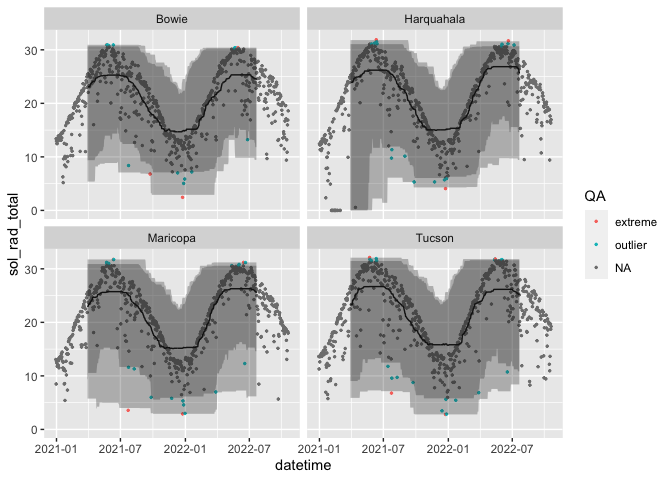 Bowie
Harquahala
30
20
10
0
Maricopa
Tucson
30
20
10
0
2021-01
2021-07
2022-01
2022-07
2021-01
2021-07
2022-01
2022-07
datetime
sol_rad_total
QA
extreme
outlier
NA